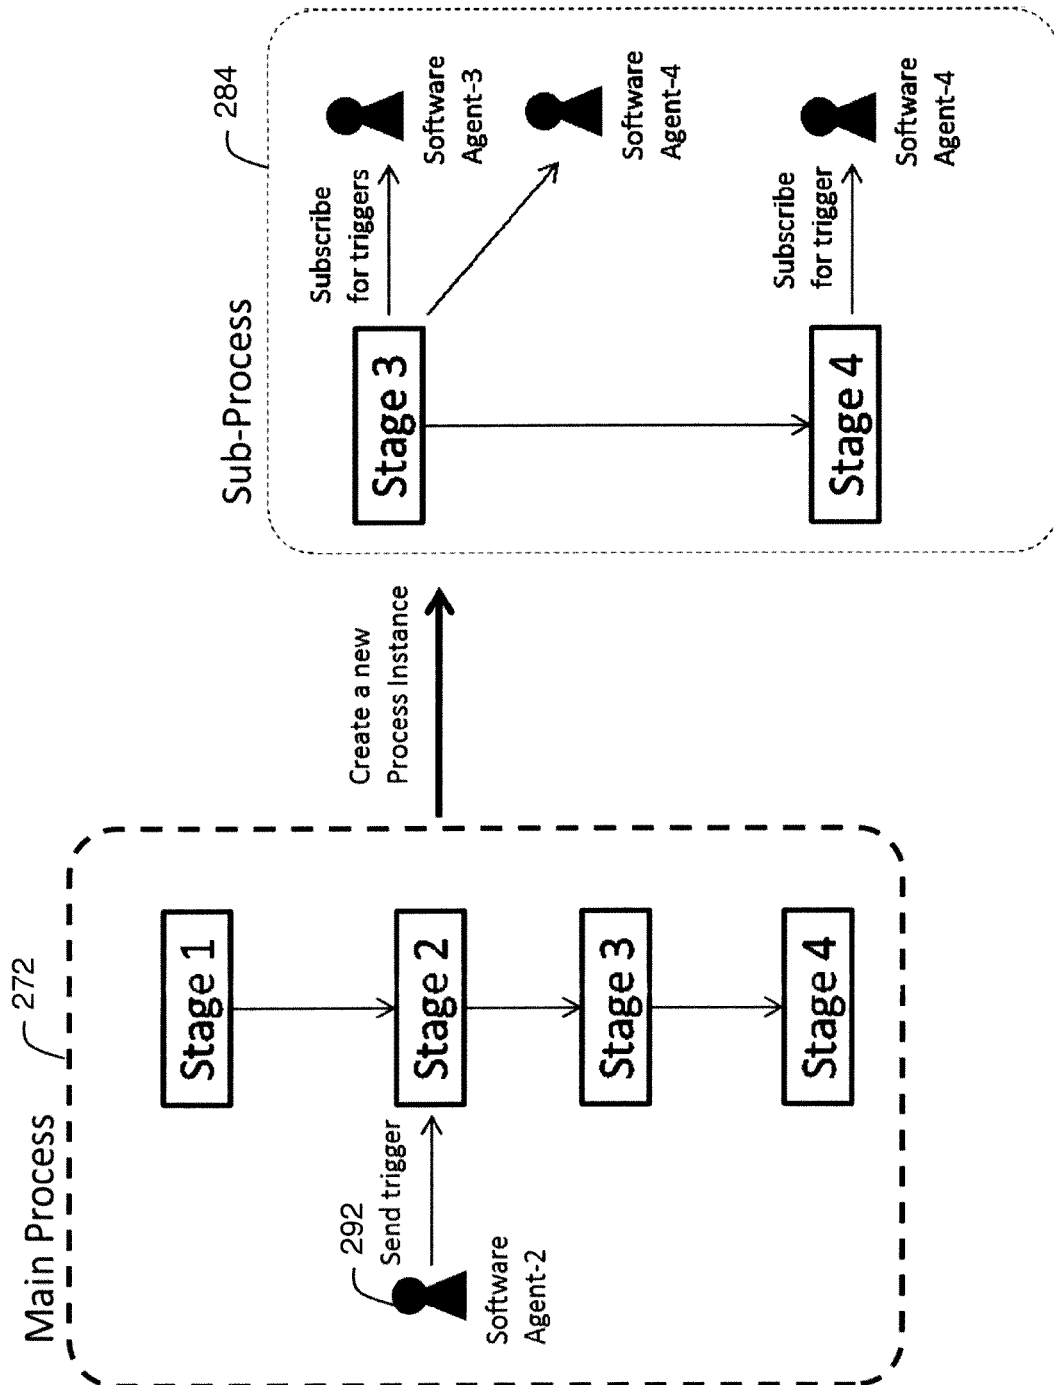 Main Process
272
292
Send trigger
Software
Agent-2
Stage 1
Stage 2
Stage 3
Stage 4
Create a new
Process Instance
Sub-Process
284
Stage 3
Stage 4
Subscribe
for triggers
Software
Agent-3
Software
Agent-4
Subscribe
for trigger
Software
Agent-4